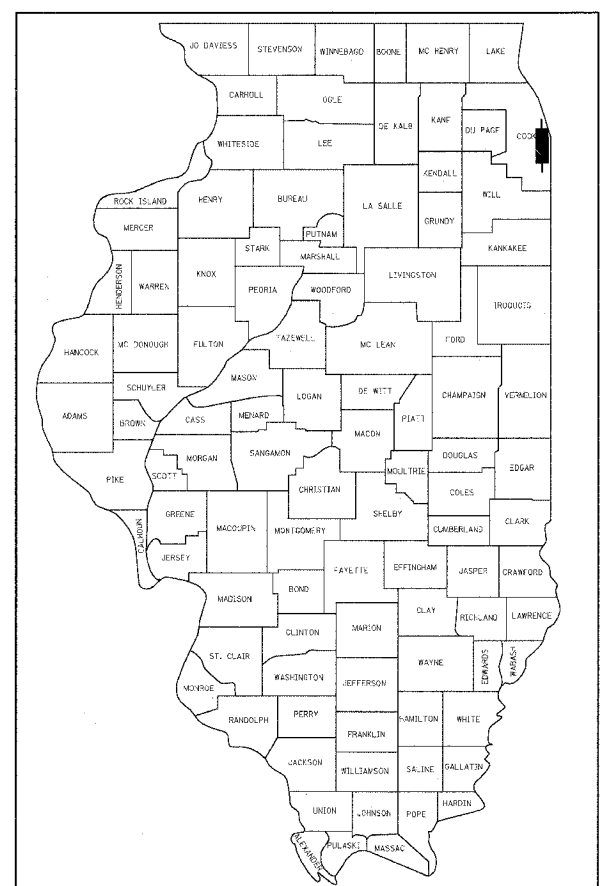 JO DAVIESS
STEVENSON
WINNEBAGO
BOONE
MC HENRY
LAKE
CARROLL
OGLE
DE KALB
KANE
DU PAGE
COOK
WHITESIDE
LEE
KENDALL
WILL
ROCK ISLAND
HENRY
BUREAU
LA SALLE
GRUNDY
MERCER
PUTNAM
STARK
MARSHALL
KANKAKEE
HENDERSON
WARREN
KNOX
PEORIA
WOODFORD
LIVINGSTON
IROQUOIS
HANCOCK
MC DONOUGH
FULTON
TAZEWELL
MC LEAN
FORD
SCHUYLER
MASON
LOGAN
DE WITT
CHAMPAIGN
VERMELION
ADAMS
BROWN
CASS
MENARD
PIATT
MACON
MORGAN
SANGAMON
DOUGLAS
EDGAR
PIKE
SCOTT
CHRISTIAN
MOULTRIE
COLES
GREENE
MACOUPIN
MONTGOMERY
SHELBY
CUMBERLAND
CLARK
CALHOUN
JERSEY
FAYETTE
EFFINGHAM
JASPER
CRAWFORD
MADISON
BOND
CLAY
RICHLAND
LAWRENCE
CLINTON
MARION
ST. CLAIR
WAYNE
EDWARDS
WABASH
MONROE
WASHINGTON
JEFFERSON
RANDOLPH
PERRY
HAMILTON
WHITE
FRANKLIN
JACKSON
WILLIAMSON
SALINE
GALLATIN
UNION
JOHNSON
POPE
HARDIN
ALEXANDER
PULASKI
MASSAC